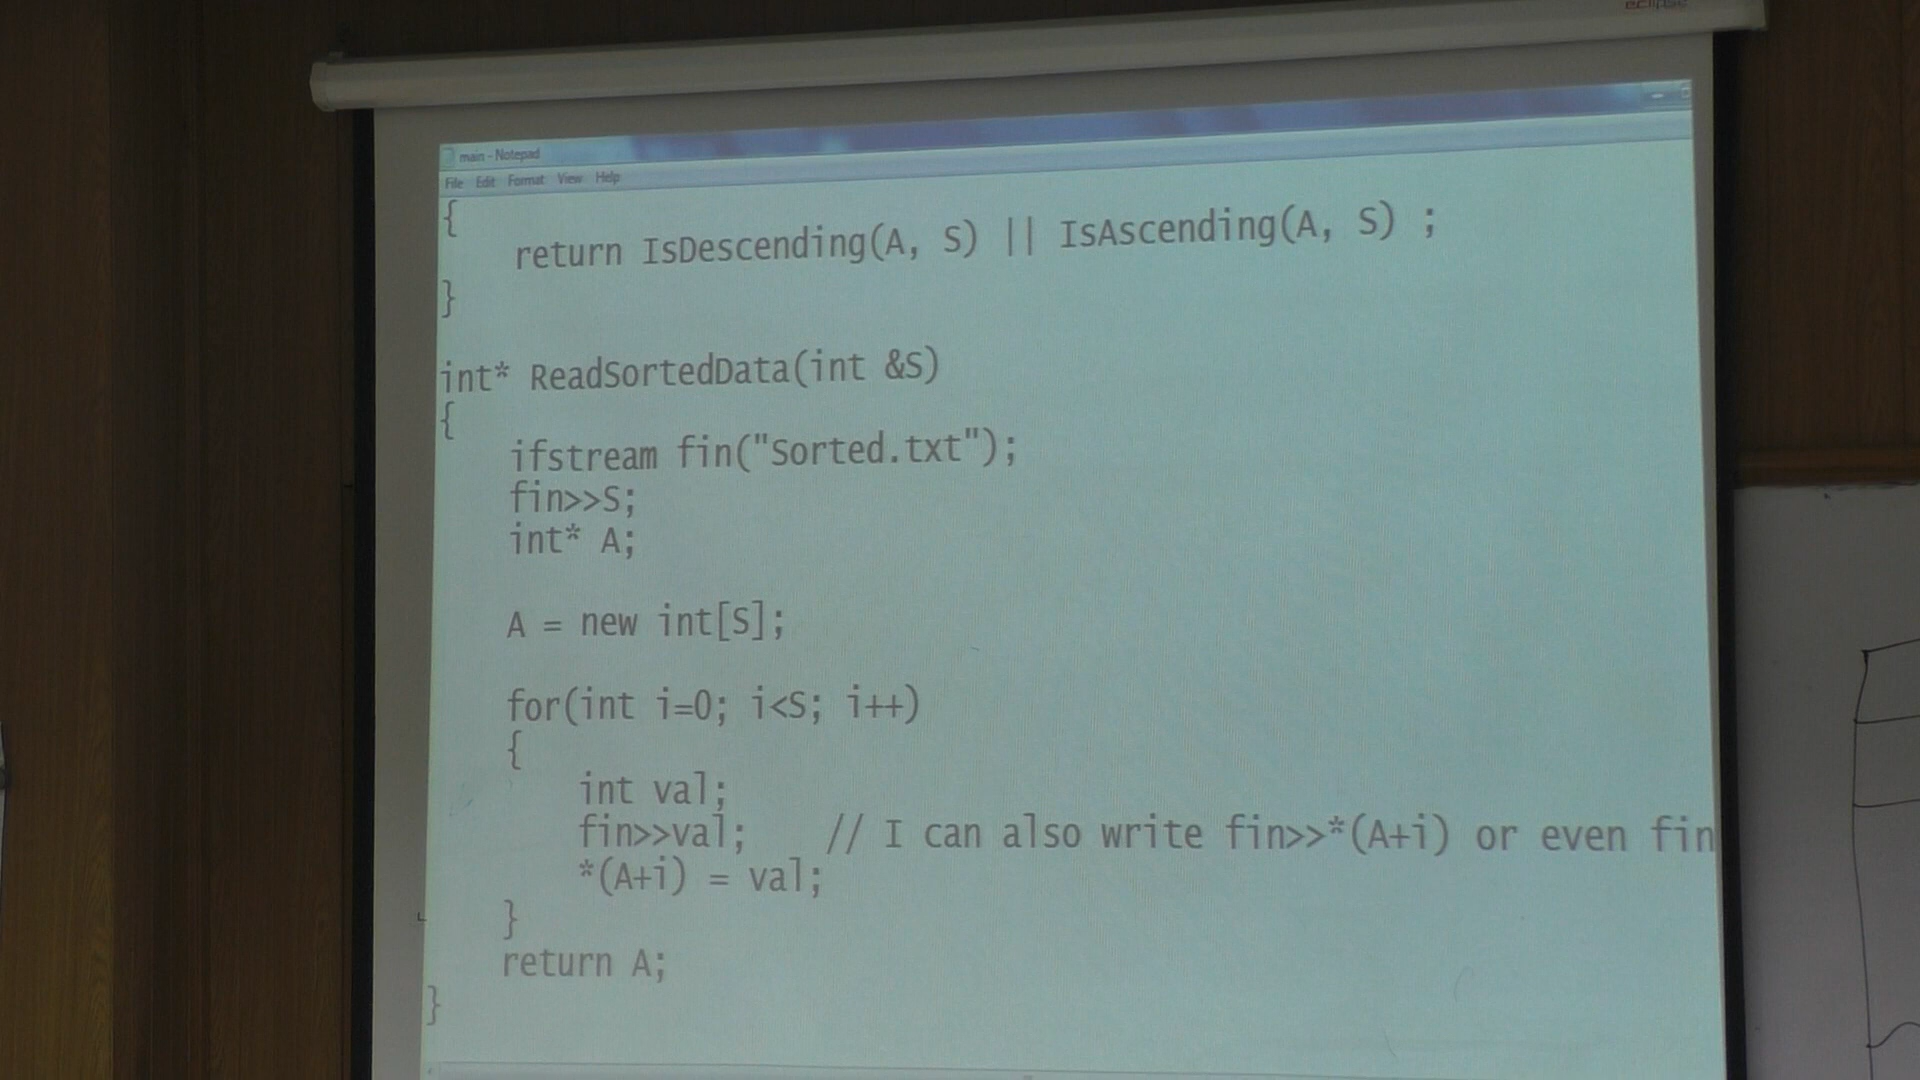 eclipse
main - Notepad
File Edit Format View Help
{
return IsDescending(A, S) || IsAscending(A, S) ;
}
int* ReadSortedData(int &S)
{
ifstream fin("Sorted.txt");
fin>>S;
int* A;
A = new int[S];
for(int i=0; i<S; i++)
{
int val;
fin>>val; // I can also write fin>>*(A+i) or even fin
*(A+i) = val;
}
return A;
}